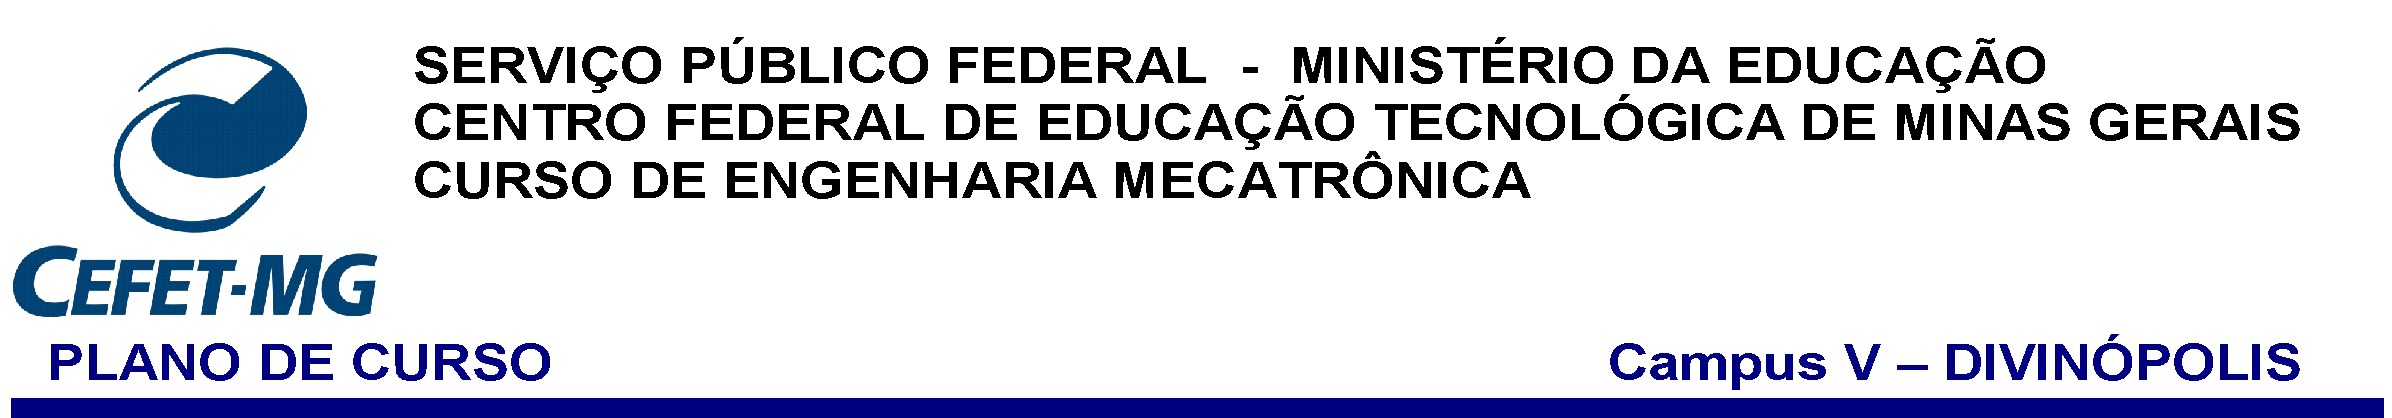 SERVIÇO PÚBLICO FEDERAL - MINISTÉRIO DA EDUCAÇÃO
CENTRO FEDERAL DE EDUCAÇÃO TECNOLÓGICA DE MINAS GERAIS
CURSO DE ENGENHARIA MECATRÔNICA
CEFET-MG
PLANO DE CURSO Campus V – DIVINÓPOLIS